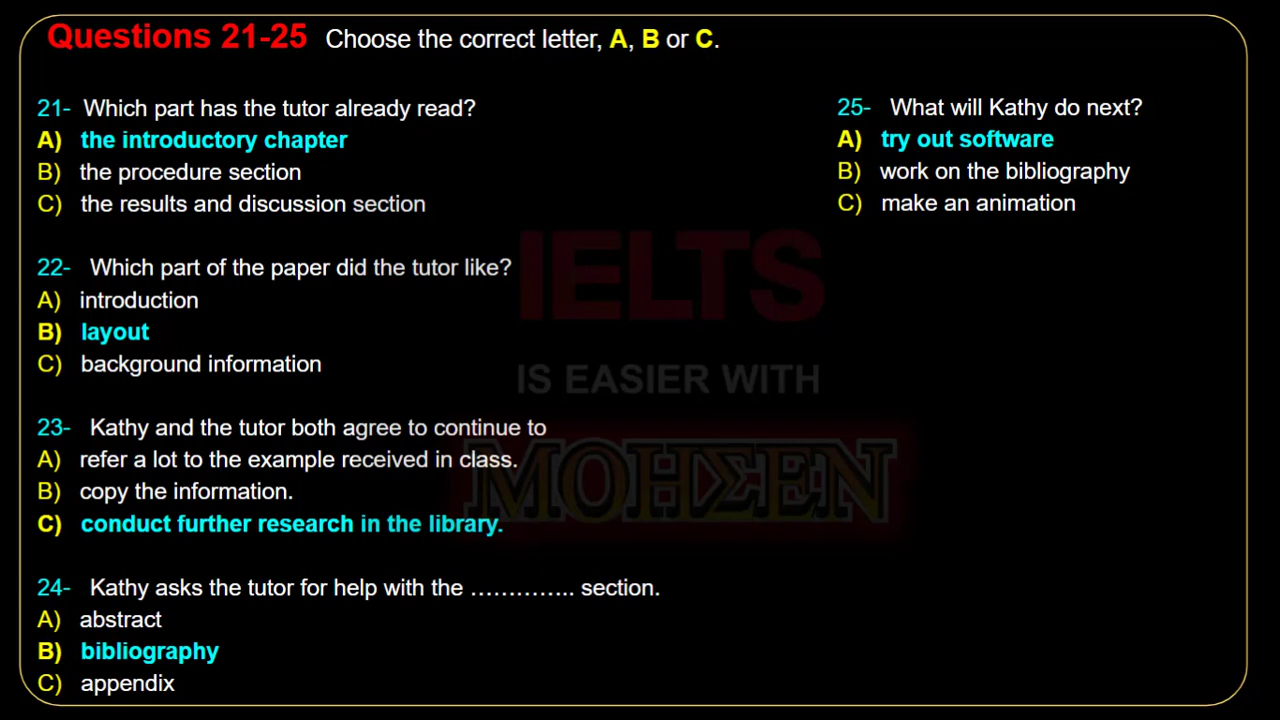 Questions 21-25 Choose the correct letter, A, B or C.
21- Which part has the tutor already read?
A) the introductory chapter
B) the procedure section
C) the results and discussion section
22- Which part of the paper did the tutor like?
A) introduction
B) layout
C) background information
23- Kathy and the tutor both agree to continue to
A) refer a lot to the example received in class.
B) copy the information.
C) conduct further research in the library.
24- Kathy asks the tutor for help with the ………….. section.
A) abstract
B) bibliography
C) appendix
25- What will Kathy do next?
A) try out software
B) work on the bibliography
C) make an animation
IELTS
IS EASIER WITH
MOHΣEN